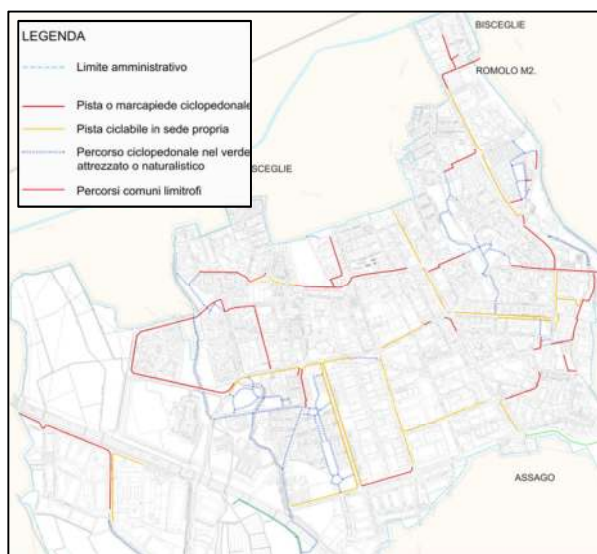 LEGENDA
Limite amministrativo
Pista o marcapiede ciclopedonale
Pista ciclabile in sede propria
Percorso ciclopedonale nel verde
attrezzato o naturalistico
Percorsi comuni limitrofi
BISCEGLIE
ROMOLO M2.
SCEGLIE
ASSAGO